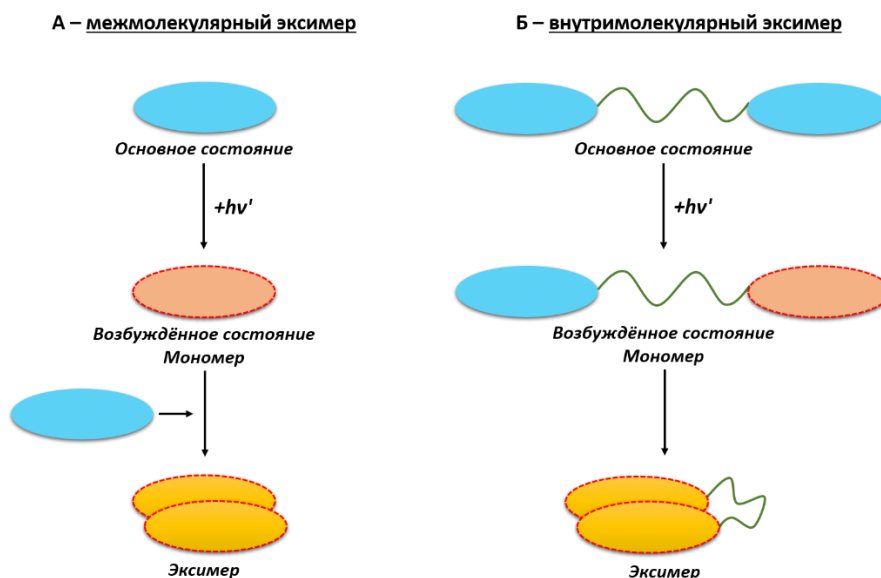 А – межмолекулярный эксимер
Основное состояние
+hν'
Возбуждённое состояние
Мономер
Эксимер
Б – внутримолекулярный эксимер
Основное состояние
+hν'
Возбуждённое состояние
Мономер
Эксимер